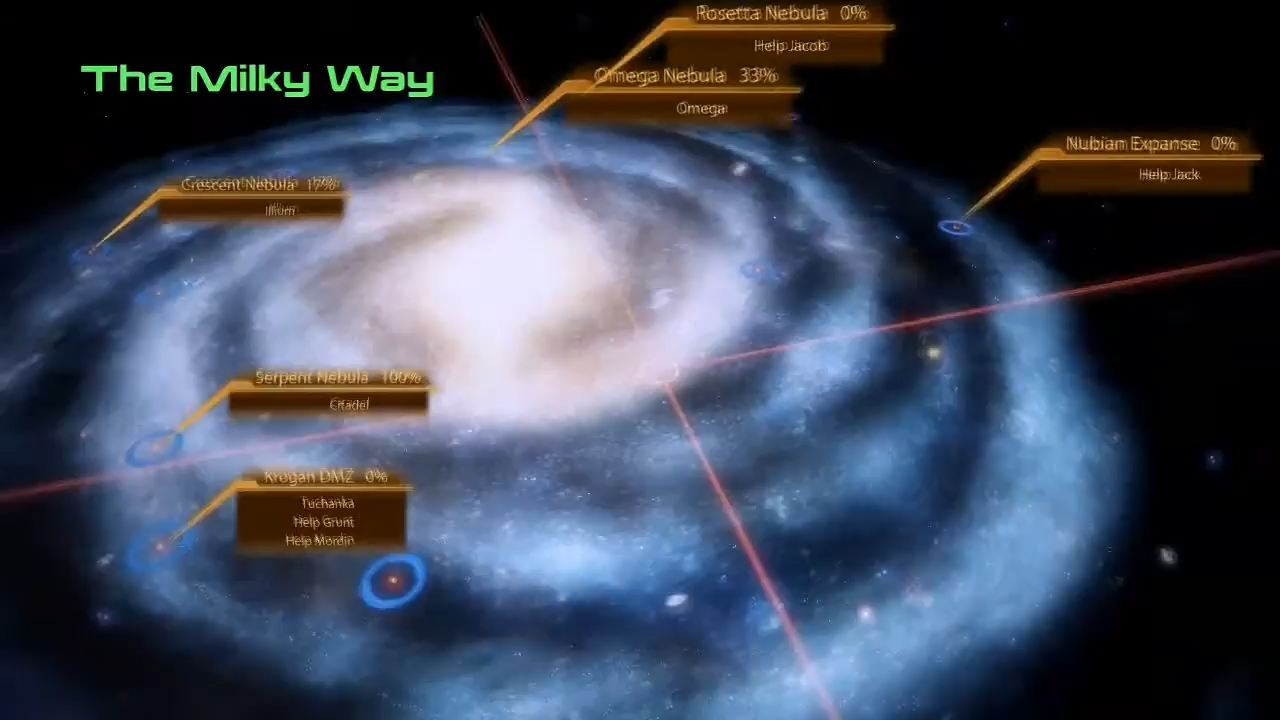 Rosetta Nebula 0%
Help Jacob
The Milky Way
Omega Nebula 33%
Omega
Nubian Expanse 0%
Help Jack
Crescent Nebula 17%
Illium
Serpent Nebula 100%
Citadel
Krogan DMZ 0%
Tuchanka
Help Grunt
Help Mordin